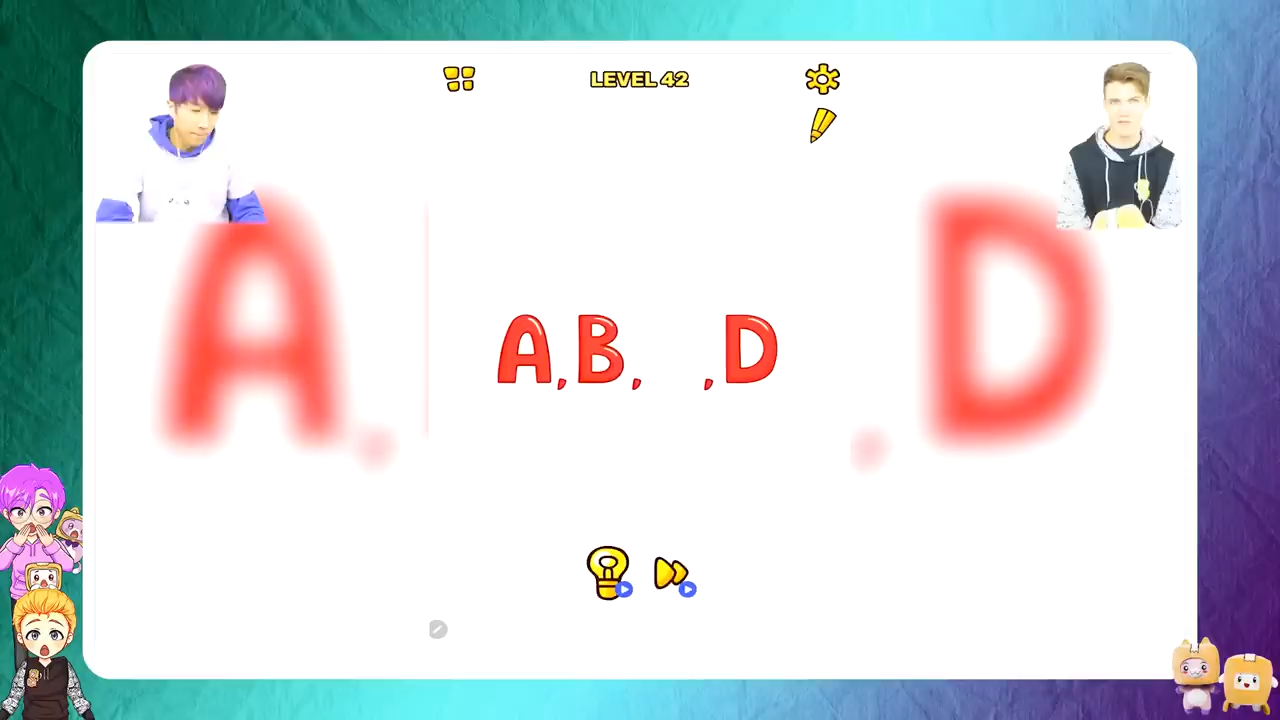 LEVEL 42
A,B, ,D
A,
,D